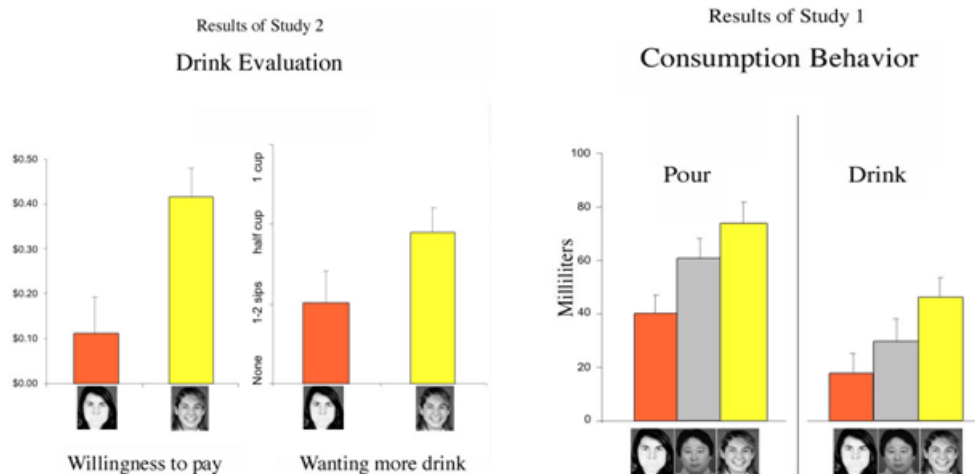 Results of Study 2
Drink Evaluation
$0.50
$0.40
$0.30
$0.20
$0.10
$0.00
Willingness to pay
1 cup
half cup
1-2 sips
None
Wanting more drink
Results of Study 1
Consumption Behavior
Pour
Drink
Milliliters
100
80
60
40
20
0